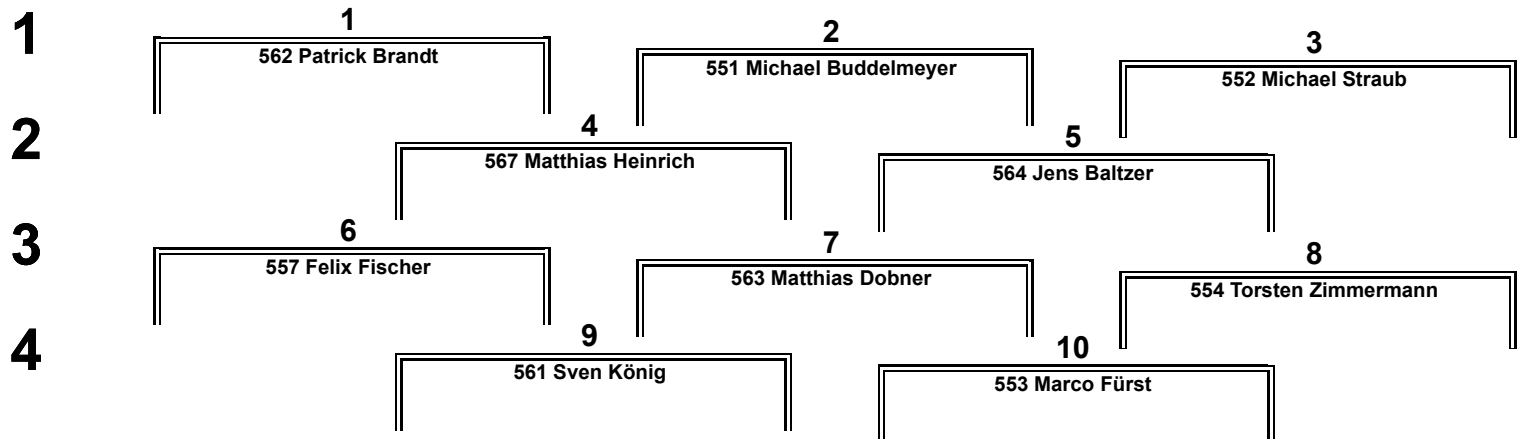 1
1
562 Patrick Brandt
2
551 Michael Buddelmeyer
3
552 Michael Straub
2
4
567 Matthias Heinrich
5
564 Jens Baltzer
3
6
557 Felix Fischer
7
563 Matthias Dobner
8
554 Torsten Zimmermann
4
9
561 Sven König
10
553 Marco Fürst